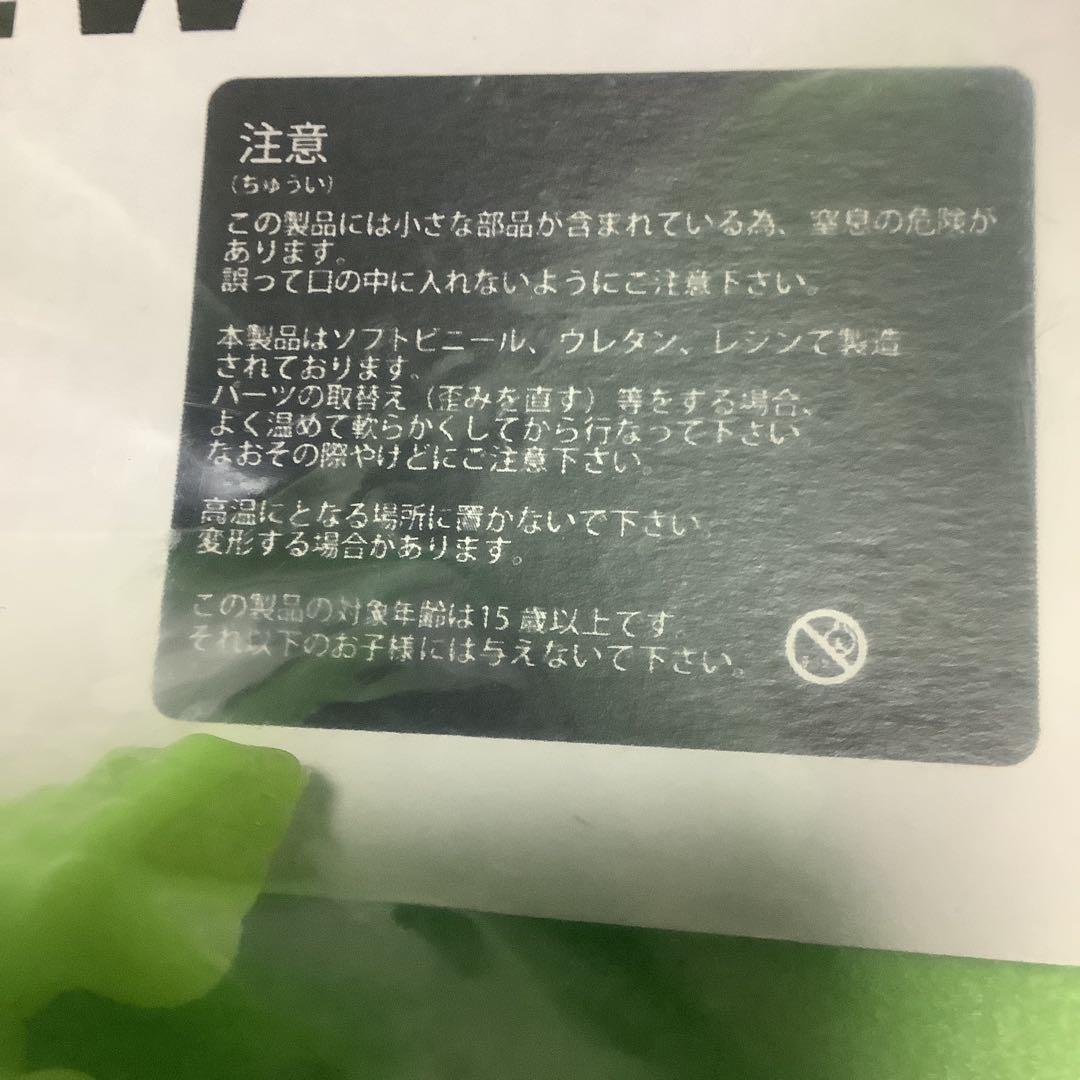 W
注意
(ちゅうい)
この製品には小さな部品が含まれている為、窒息の危険が
あります。
誤って口の中に入れないようにご注意下さい。
本製品はソフトビニール、ウレタン、レジンで製造
されております。
パーツの取替え（歪みを直す）等をする場合、
よく温めて軟らかくしてから行なって下さい
なおその際やけどにご注意下さい。
高温にとなる場所に置かないで下さい。
変形する場合があります。
この製品の対象年齢は15歳以上です。
それ以下のお子様には与えないで下さい。